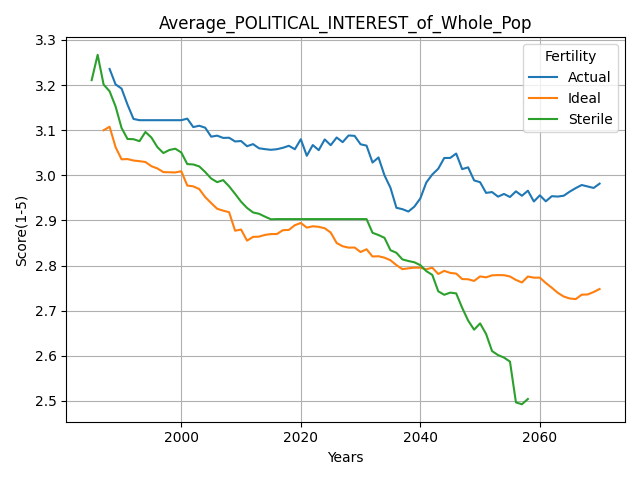 Average_POLITICAL_INTEREST_of_Whole_Pop
Fertility
Actual
Ideal
Sterile
Score(1-5)
3.3
3.2
3.1
3.0
2.9
2.8
2.7
2.6
2.5
2000 2020 2040 2060
Years